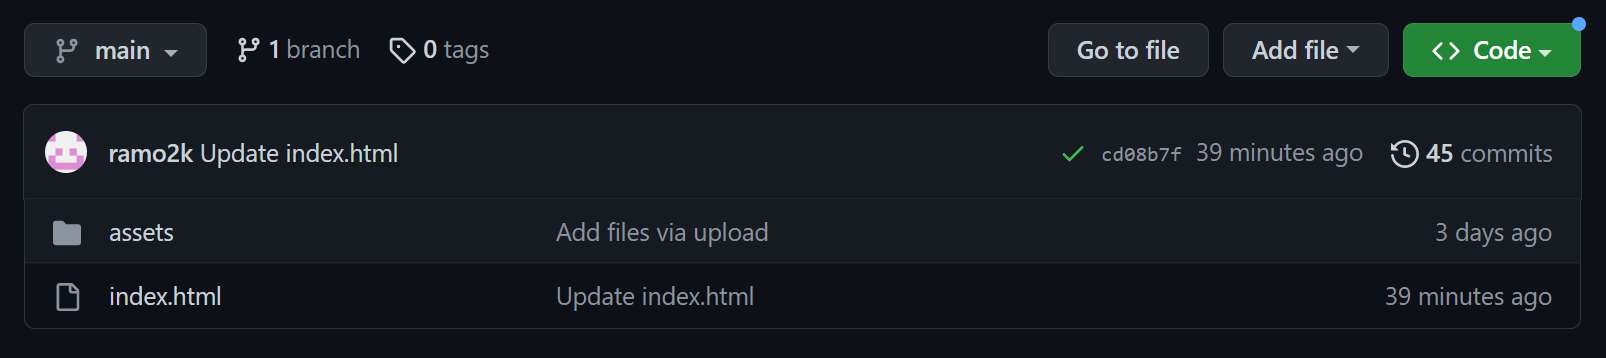 main 1 branch 0 tags Go to file Add file <> Code
ramo2k Update index.html cd08b7f 39 minutes ago 45 commits
assets Add files via upload 3 days ago
index.html Update index.html 39 minutes ago